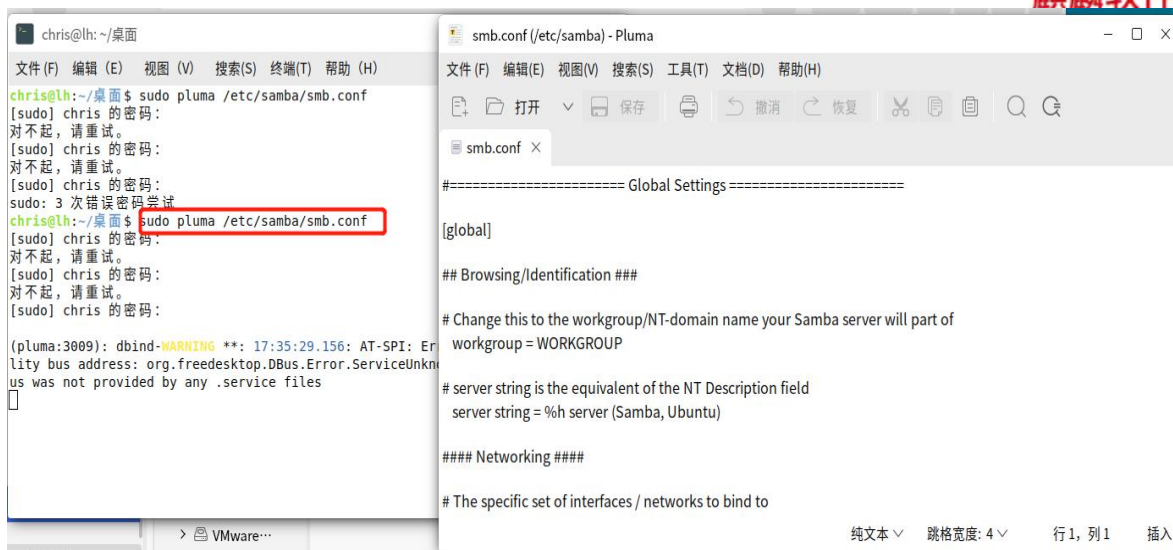 chris@lh: ~/桌面
文件(F) 编辑(E) 视图(V) 搜索(S) 终端(T) 帮助(H)
chris@lh:~/桌面$ sudo pluma /etc/samba/smb.conf
[sudo] chris 的密码:
对不起，请重试。
[sudo] chris 的密码:
对不起，请重试。
[sudo] chris 的密码:
sudo: 3 次错误密码尝试
chris@lh:~/桌面$ sudo pluma /etc/samba/smb.conf
[sudo] chris 的密码:
对不起，请重试。
[sudo] chris 的密码:
对不起，请重试。
[sudo] chris 的密码:
(pluma:3009): dbind-WARNING **: 17:35:29.156: AT-SPI:
lity bus address:
us was not provided by any .service files
VMware…
smb.conf (/etc/samba) - Pluma
文件(F) 编辑(E) 视图(V) 搜索(S) 工具(T) 文档(D) 帮助(H)
打开 保存 撤消 恢复
smb.conf
#======================= Global Settings =======================
[global]
## Browsing/Identification ###
# Change this to the workgroup/NT-domain name your Samba server will part of
workgroup = WORKGROUP
# server string is the equivalent of the NT Description field
server string = %h server (Samba, Ubuntu)
#### Networking ####
# The specific set of interfaces / networks to bind to
纯文本 跳格宽度: 4 行 1，列 1 插入